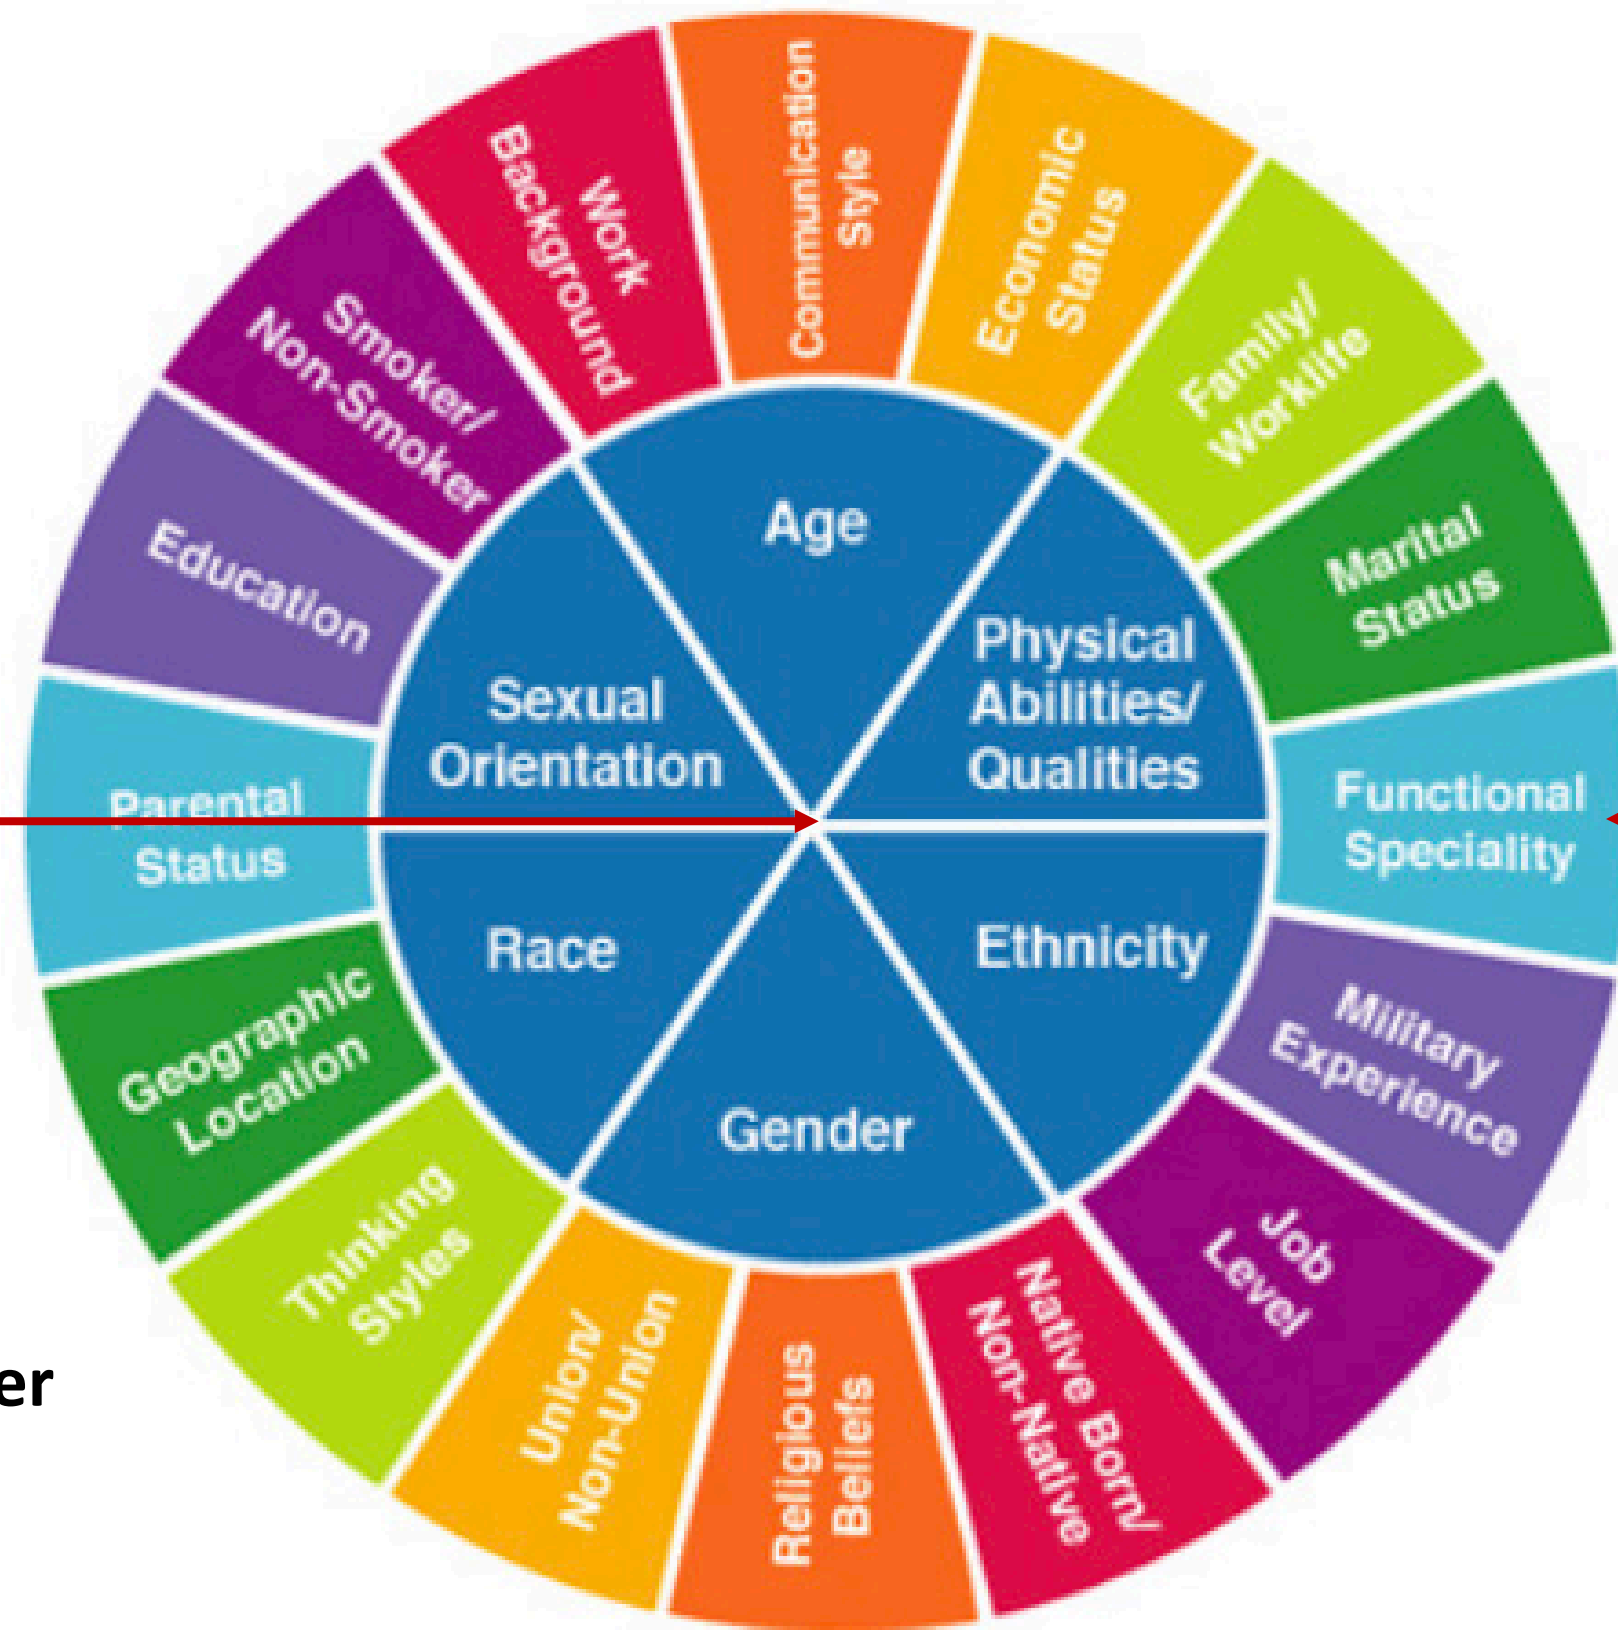 Communication
Style
Economic
Status
Family/
Worklife
Marital
Status
Functional
Speciality
Military
Experience
Job
Level
Native Born/
Non-Native
Religious
Beliefs
Union/
Non-Union
Thinking
Styles
Geographic
Location
Parental
Status
Education
Smoker/
Non-Smoker
Work
Background
Age
Physical
Abilities/
Qualities
Ethnicity
Gender
Race
Sexual
Orientation
er